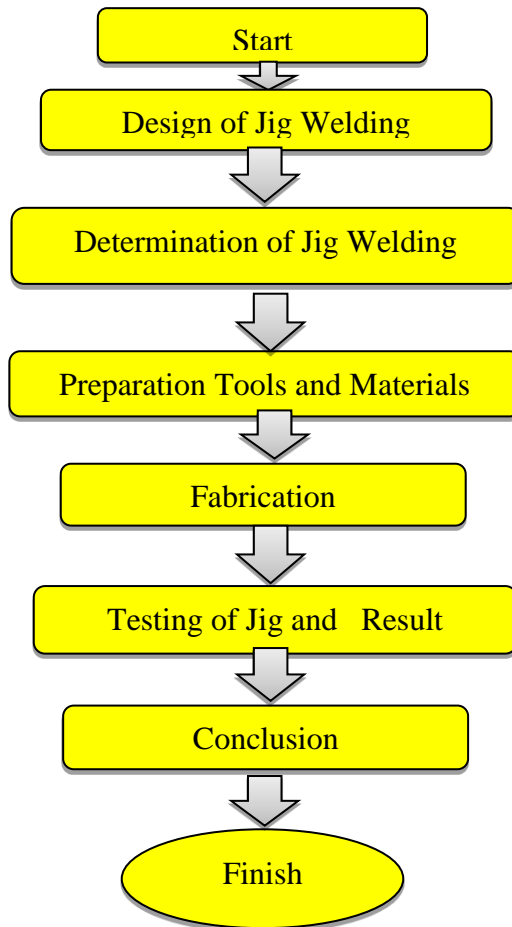 Start
Design of Jig Welding
Determination of Jig Welding
Preparation Tools and Materials
Fabrication
Testing of Jig and Result
Conclusion
Finish